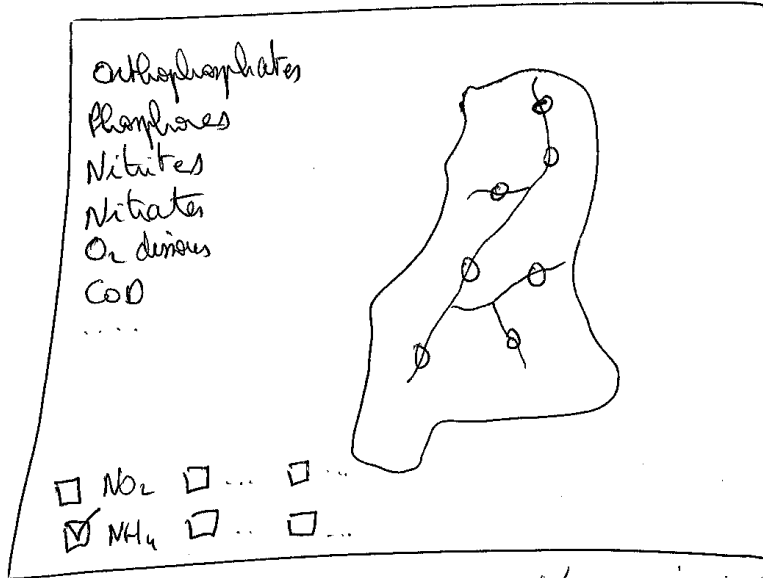 Orthophosphates
Phosphores
Nitrites
Nitrates
O2 dissous
COD
....
NO2 ... ...
NH4 .. ...